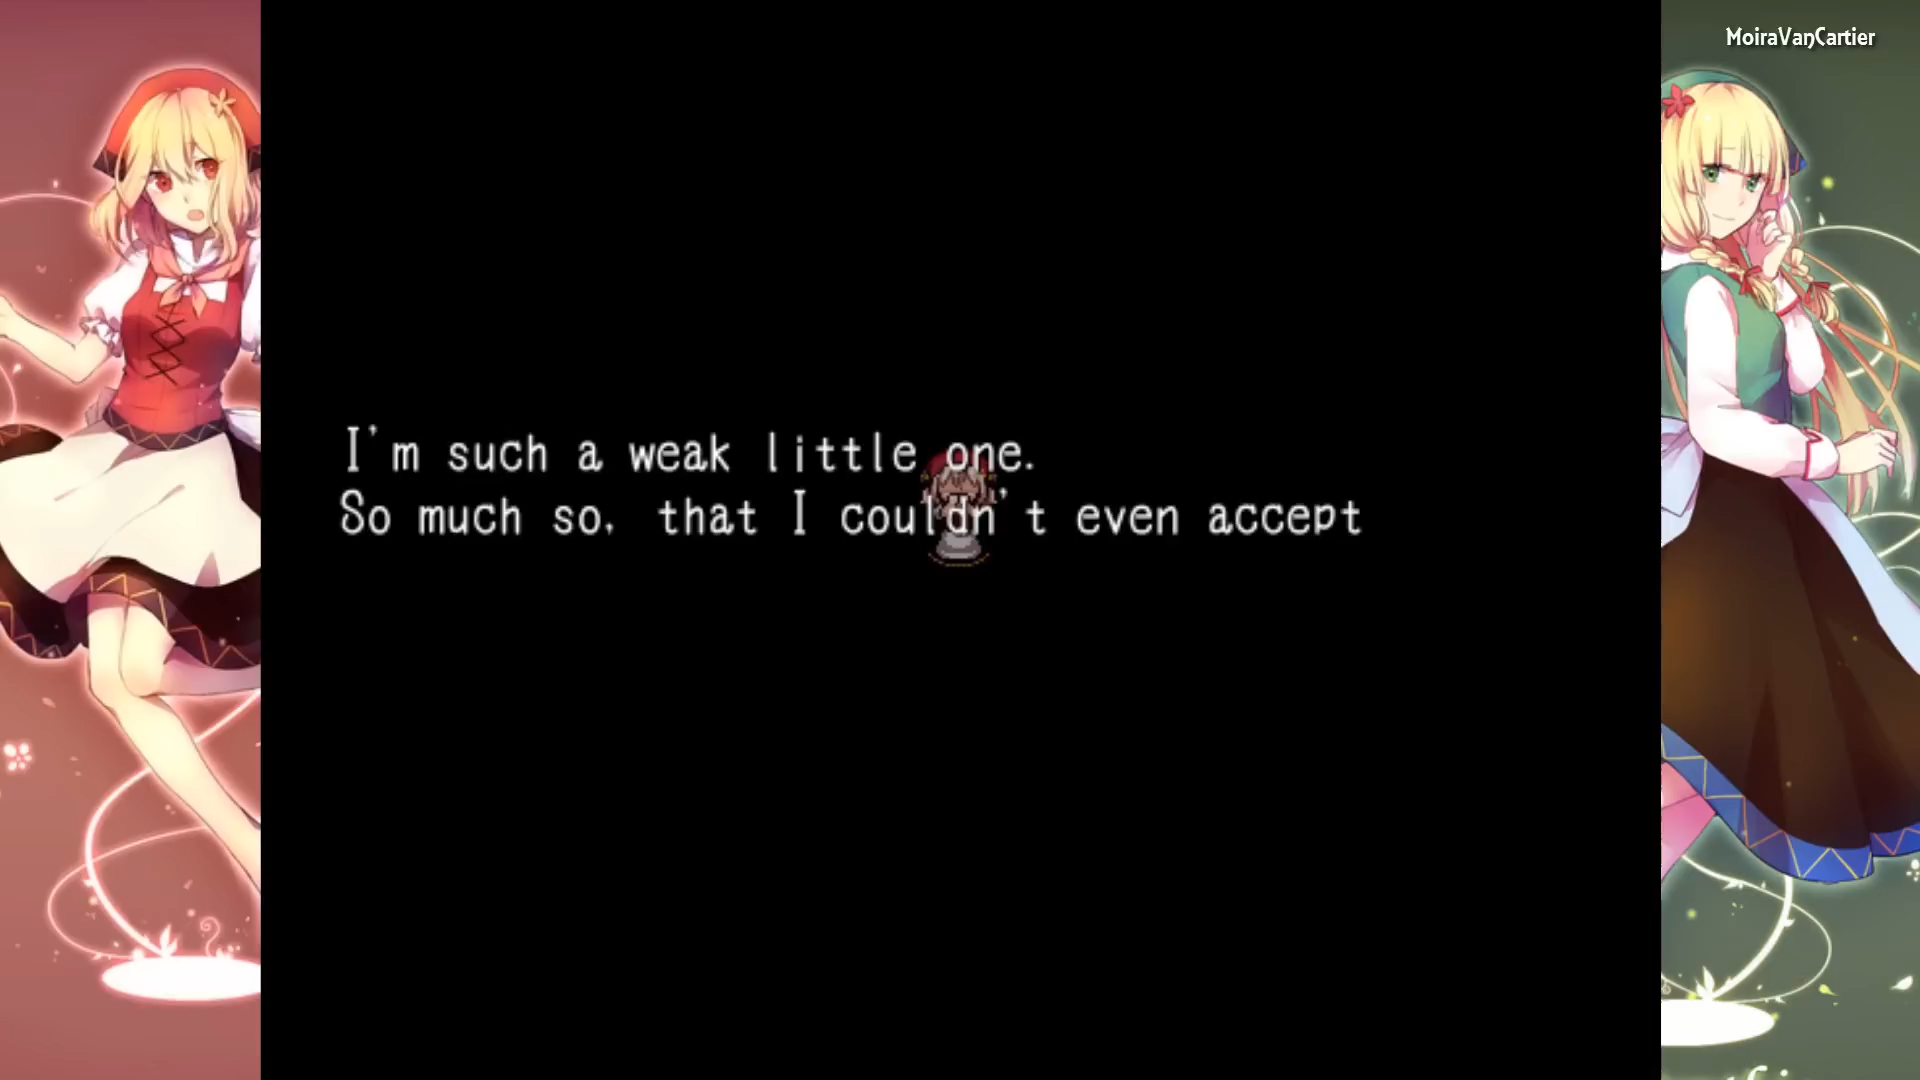 MoiraVanCartier
I'm such a weak little one.
So much so, that I couldn't even accept